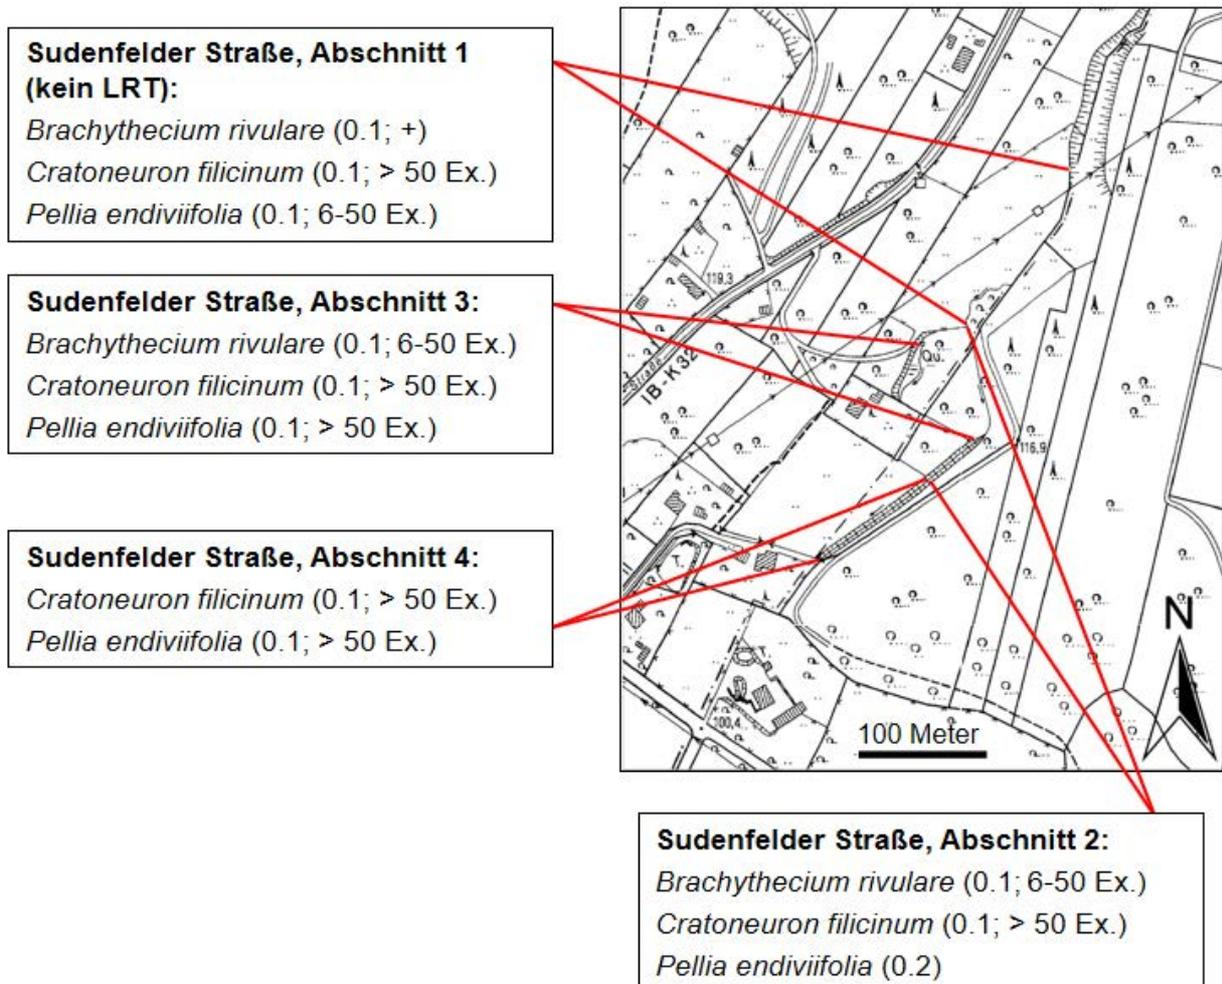 Sudenfelder Straße, Abschnitt 1
(kein LRT):
Brachythecium rivulare (0.1; +)
Cratoneuron filicinum (0.1; > 50 Ex.)
Pellia endiviifolia (0.1; 6-50 Ex.)
Sudenfelder Straße, Abschnitt 3:
Brachythecium rivulare (0.1; 6-50 Ex.)
Cratoneuron filicinum (0.1; > 50 Ex.)
Pellia endiviifolia (0.1; > 50 Ex.)
Sudenfelder Straße, Abschnitt 4:
Cratoneuron filicinum (0.1; > 50 Ex.)
Pellia endiviifolia (0.1; > 50 Ex.)
119,3
Straße
IB-K32
Qu.
116,9
T.
T.
100,4
N
100 Meter
Sudenfelder Straße, Abschnitt 2:
Brachythecium rivulare (0.1; 6-50 Ex.)
Cratoneuron filicinum (0.1; > 50 Ex.)
Pellia endiviifolia (0.2)